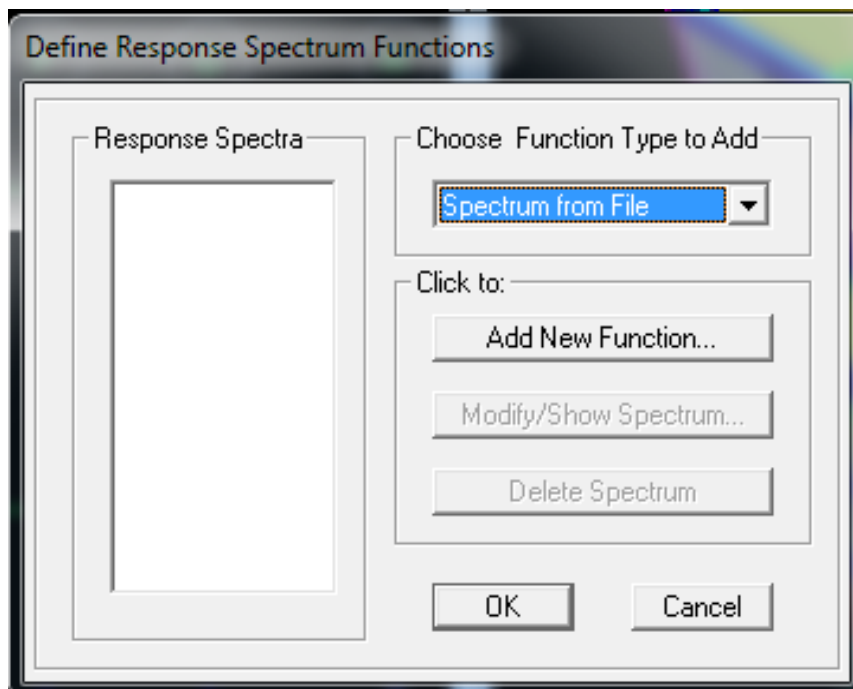 Define Response Spectrum Functions
Response Spectra
Choose Function Type to Add
Spectrum from File
Click to:
Add New Function...
Modify/Show Spectrum...
Delete Spectrum
OK
Cancel